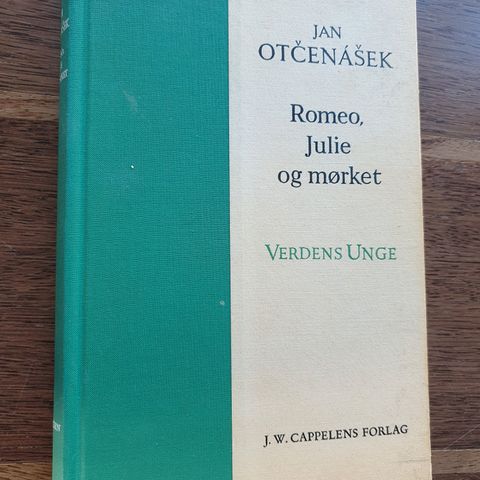 JAN
OTČENÁŠEK
Romeo,
Julie
og mørket
VERDENS UNGE
J. W. CAPPELENS FORLAG